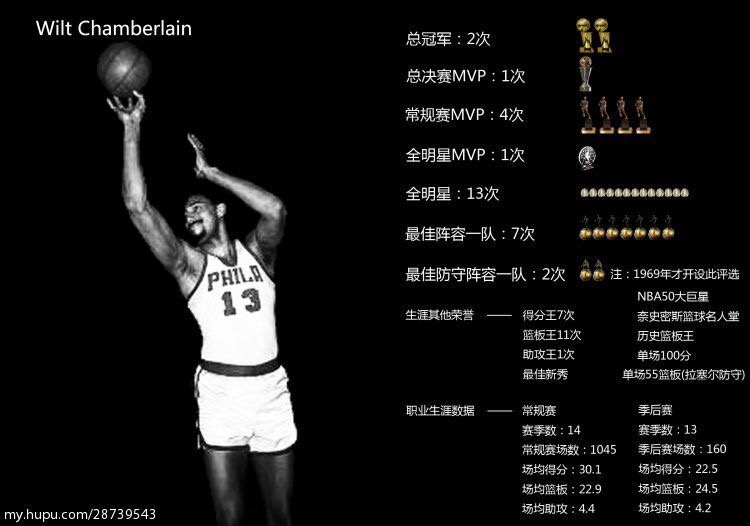 Wilt Chamberlain
总冠军：2次
总决赛MVP：1次
常规赛MVP：4次
全明星MVP：1次
全明星：13次
最佳阵容一队：7次
最佳防守阵容一队：2次 注：1969年才开设此评选
生涯其他荣誉 —— 得分王7次
篮板王11次
助攻王1次
最佳新秀
NBA50大巨星
奈史密斯篮球名人堂
历史篮板王
单场100分
单场55篮板(拉塞尔防守)
职业生涯数据 —— 常规赛
赛季数：14
常规赛场数：1045
场均得分：30.1
场均篮板：22.9
场均助攻：4.4
季后赛
赛季数：13
季后赛场数：160
场均得分：22.5
场均篮板：24.5
场均助攻：4.2
PHILA
13
my.hupu.com/28739543